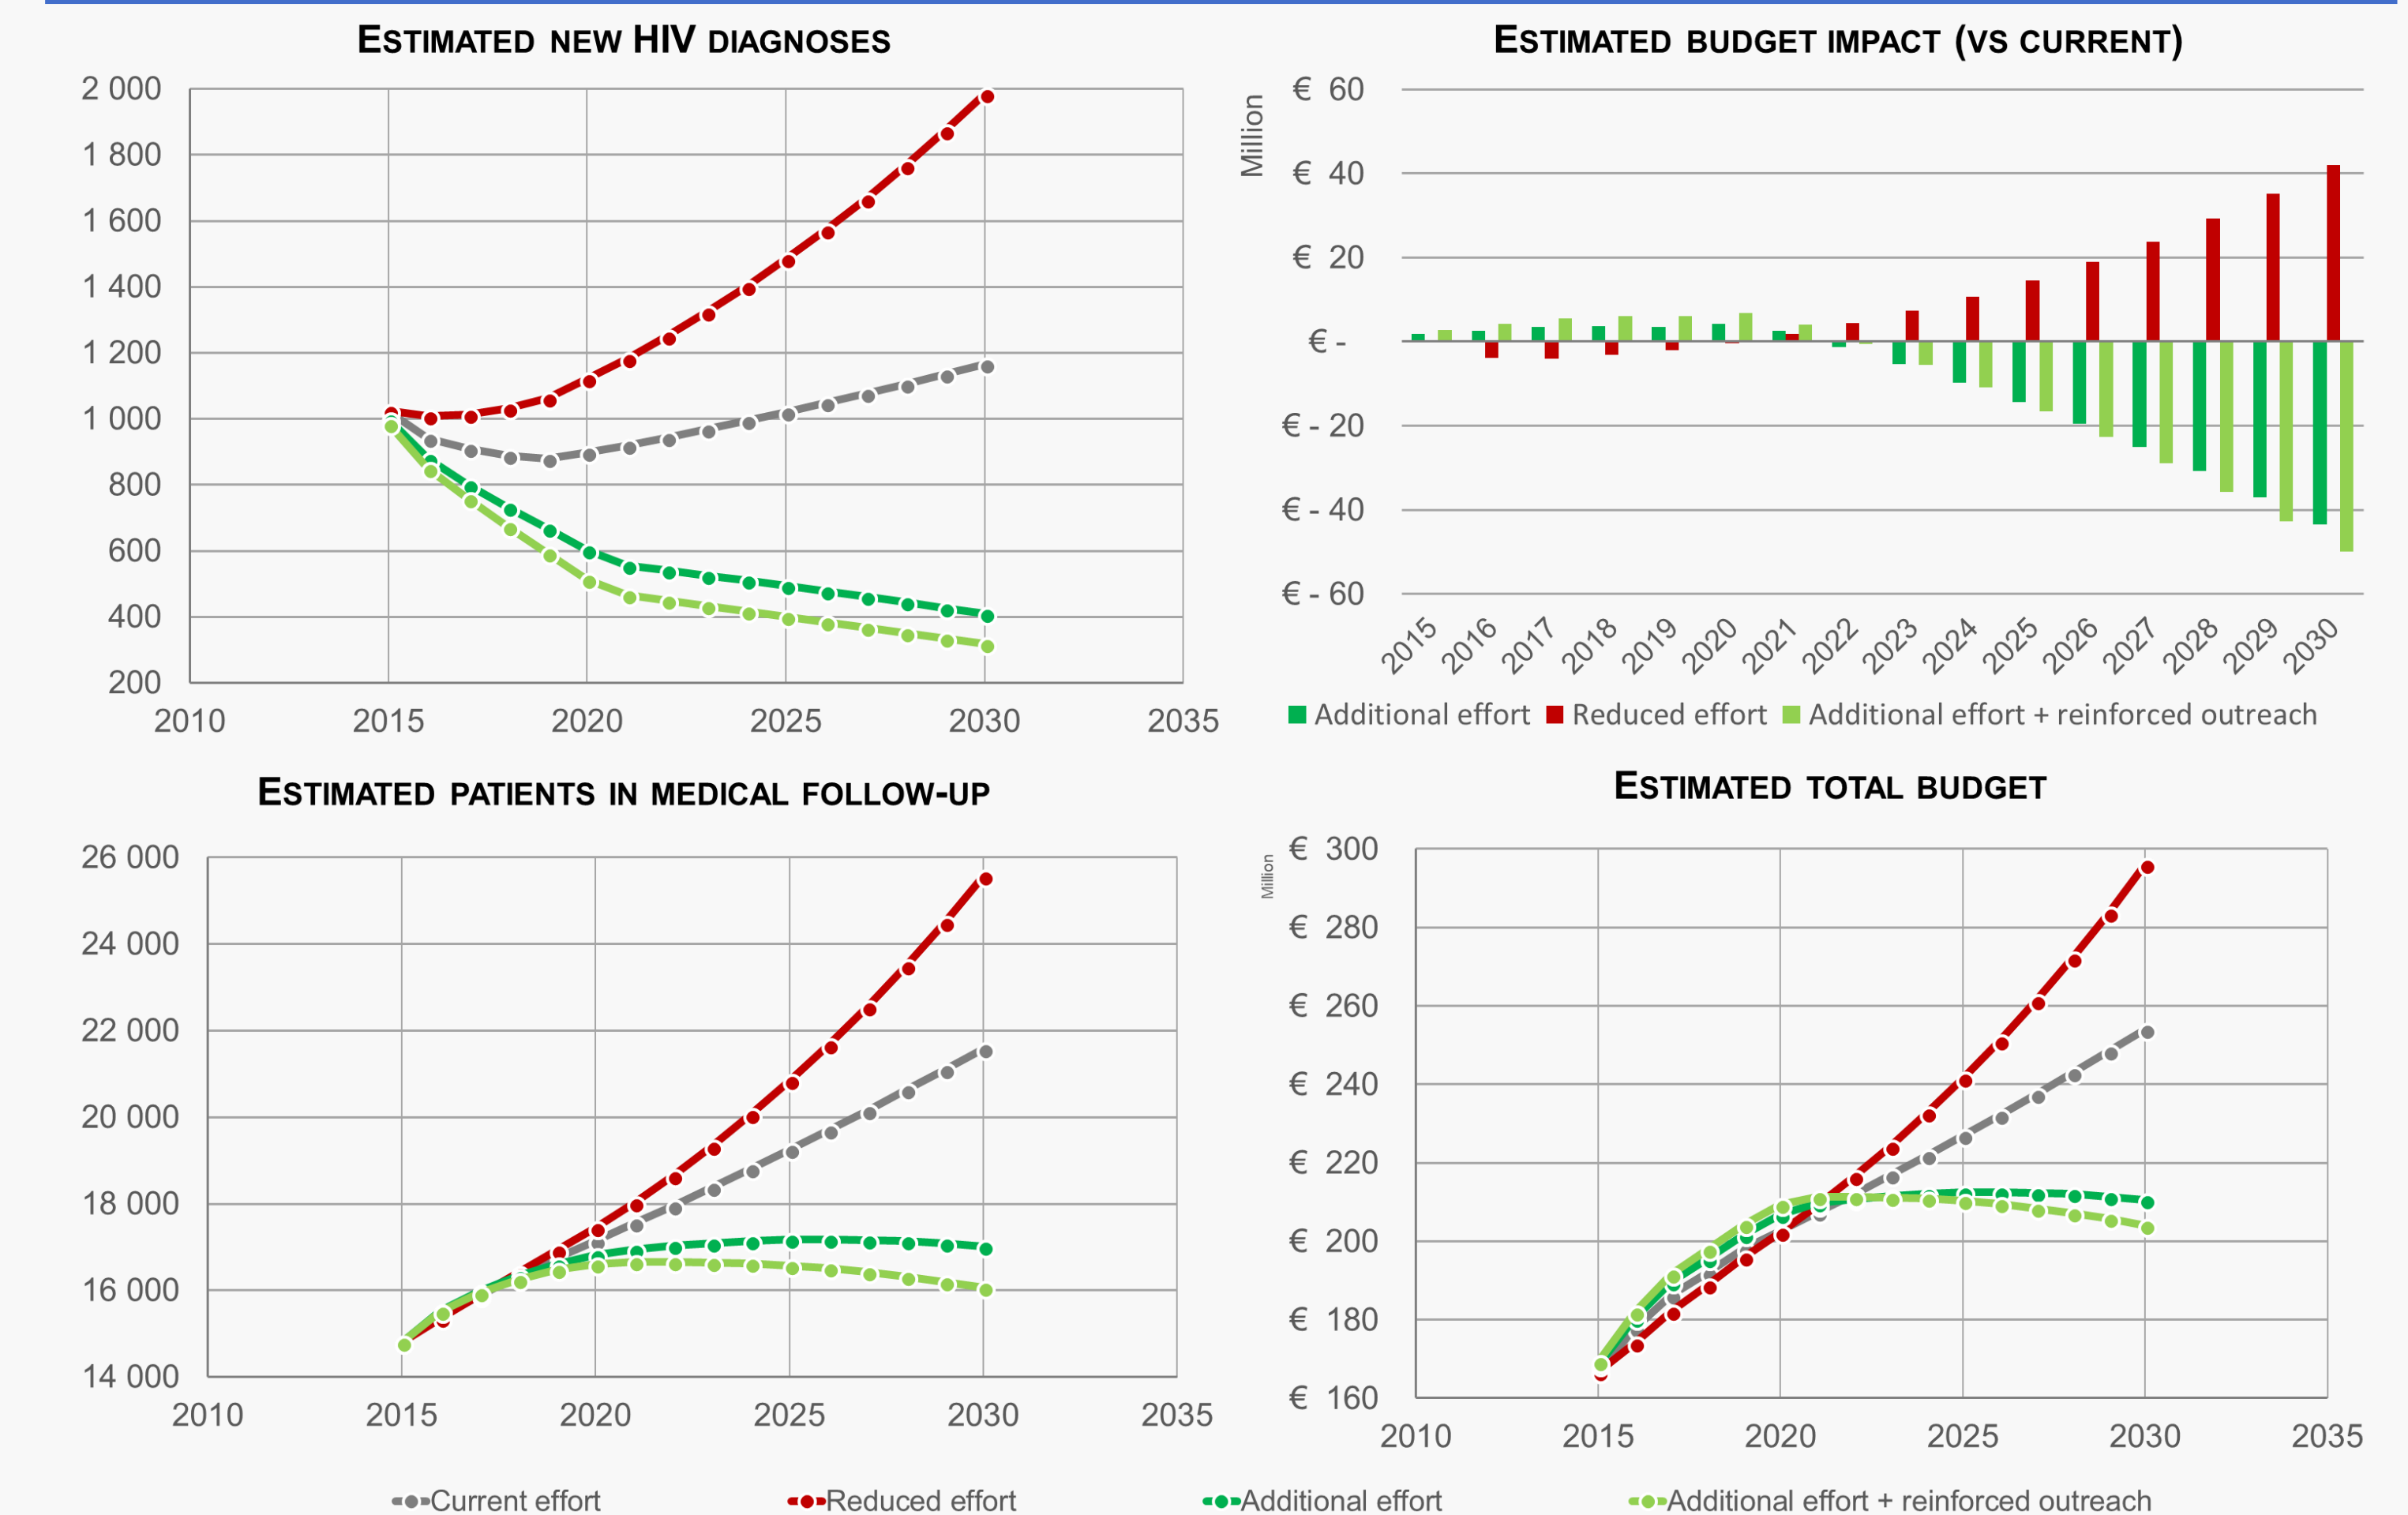 ESTIMATED NEW HIV DIAGNOSES
2 000
1 800
1 600
1 400
1 200
1 000
800
600
400
200
2010 2015 2020 2025 2030 2035
ESTIMATED BUDGET IMPACT (VS CURRENT)
Million
€ 60
€ 40
€ 20
€ -
€ - 20
€ - 40
€ - 60
2015 2016 2017 2018 2019 2020 2021 2022 2023 2024 2025 2026 2027 2028 2029 2030
Additional effort Reduced effort Additional effort + reinforced outreach
ESTIMATED PATIENTS IN MEDICAL FOLLOW-UP
26 000
24 000
22 000
20 000
18 000
16 000
14 000
2010 2015 2020 2025 2030 2035
ESTIMATED TOTAL BUDGET
Million
€ 300
€ 280
€ 260
€ 240
€ 220
€ 200
€ 180
€ 160
2010 2015 2020 2025 2030 2035
Current effort Reduced effort Additional effort Additional effort + reinforced outreach